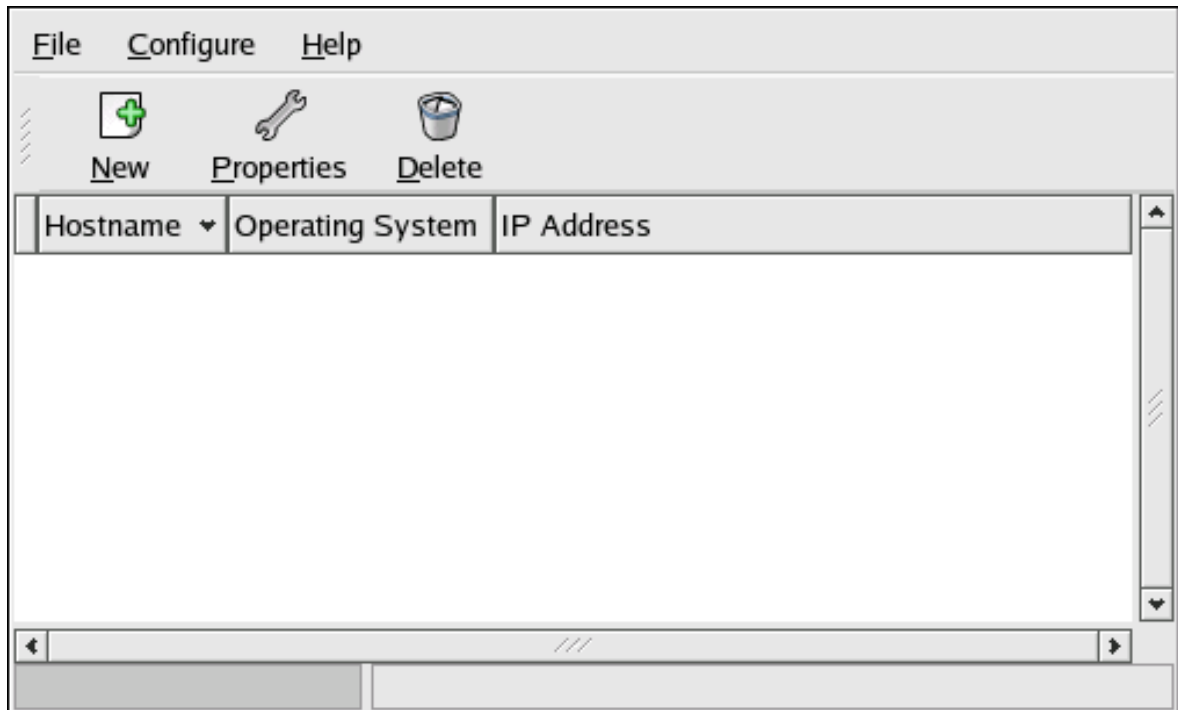 File Configure Help
New Properties Delete
Hostname Operating System IP Address